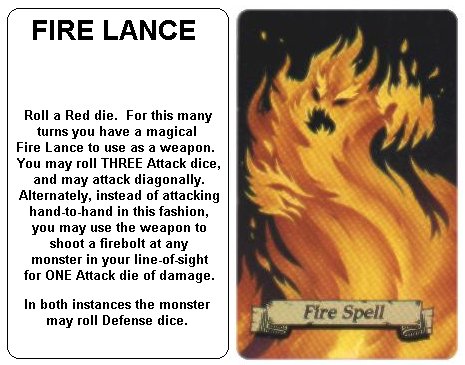 FIRE LANCE
Roll a Red die. For this many
turns you have a magical
Fire Lance to use as a weapon.
You may roll THREE Attack dice,
and may attack diagonally.
Alternately, instead of attacking
hand-to-hand in this fashion,
you may use the weapon to
shoot a firebolt at any
monster in your line-of-sight
for ONE Attack die of damage.
In both instances the monster
may roll Defense dice.
Fire Spell